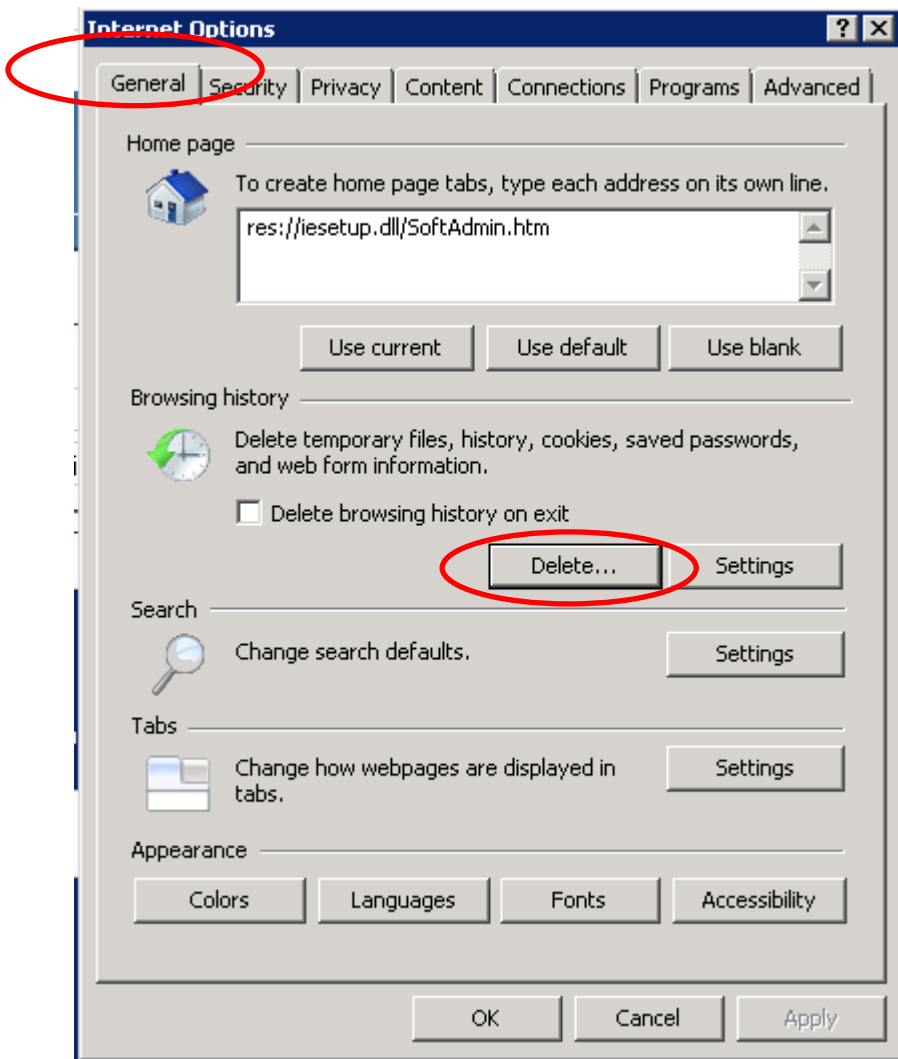 Internet Options
General Security Privacy Content Connections Programs Advanced
Home page
To create home page tabs, type each address on its own line.
res://iesetup.dll/SoftAdmin.htm
Use current Use default Use blank
Browsing history
Delete temporary files, history, cookies, saved passwords,
and web form information.
Delete browsing history on exit
Delete... Settings
Search
Change search defaults. Settings
Tabs
Change how webpages are displayed in
tabs.
Settings
Appearance
Colors Languages Fonts Accessibility
OK Cancel Apply